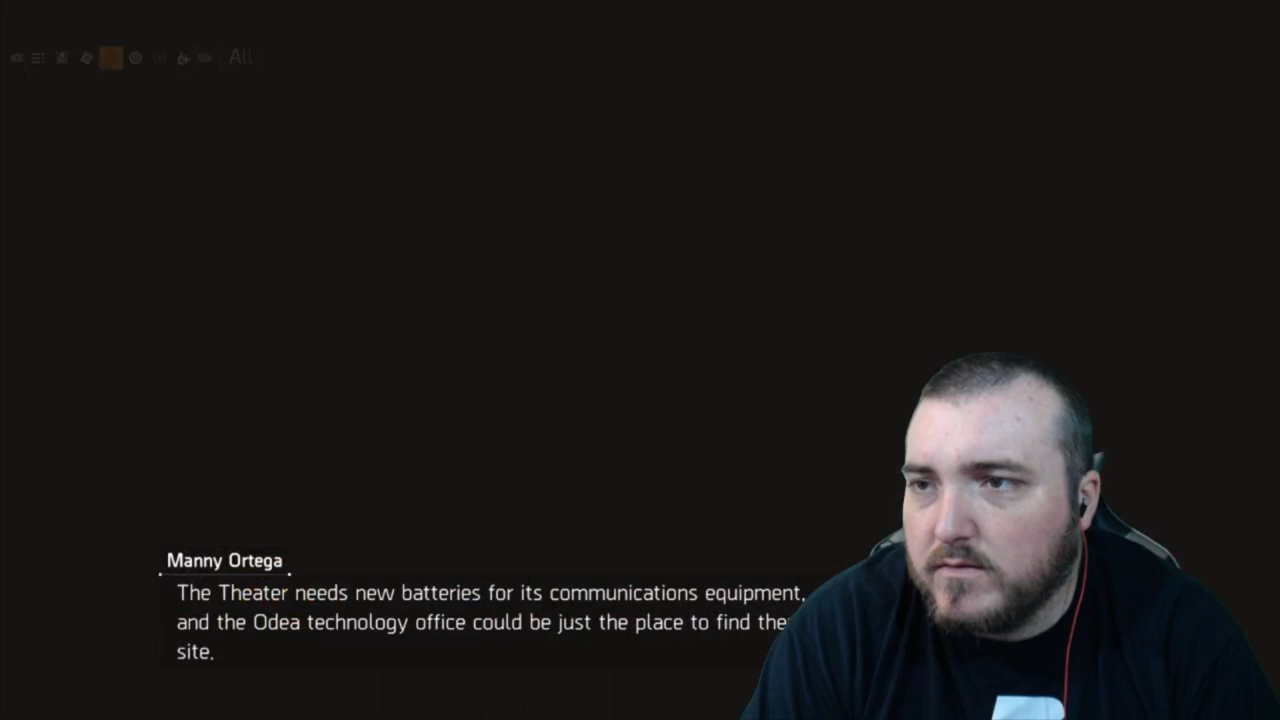 All
Manny Ortega
The Theater needs new batteries for its communications equipment,
and the Odea technology office could be just the place to find
site.